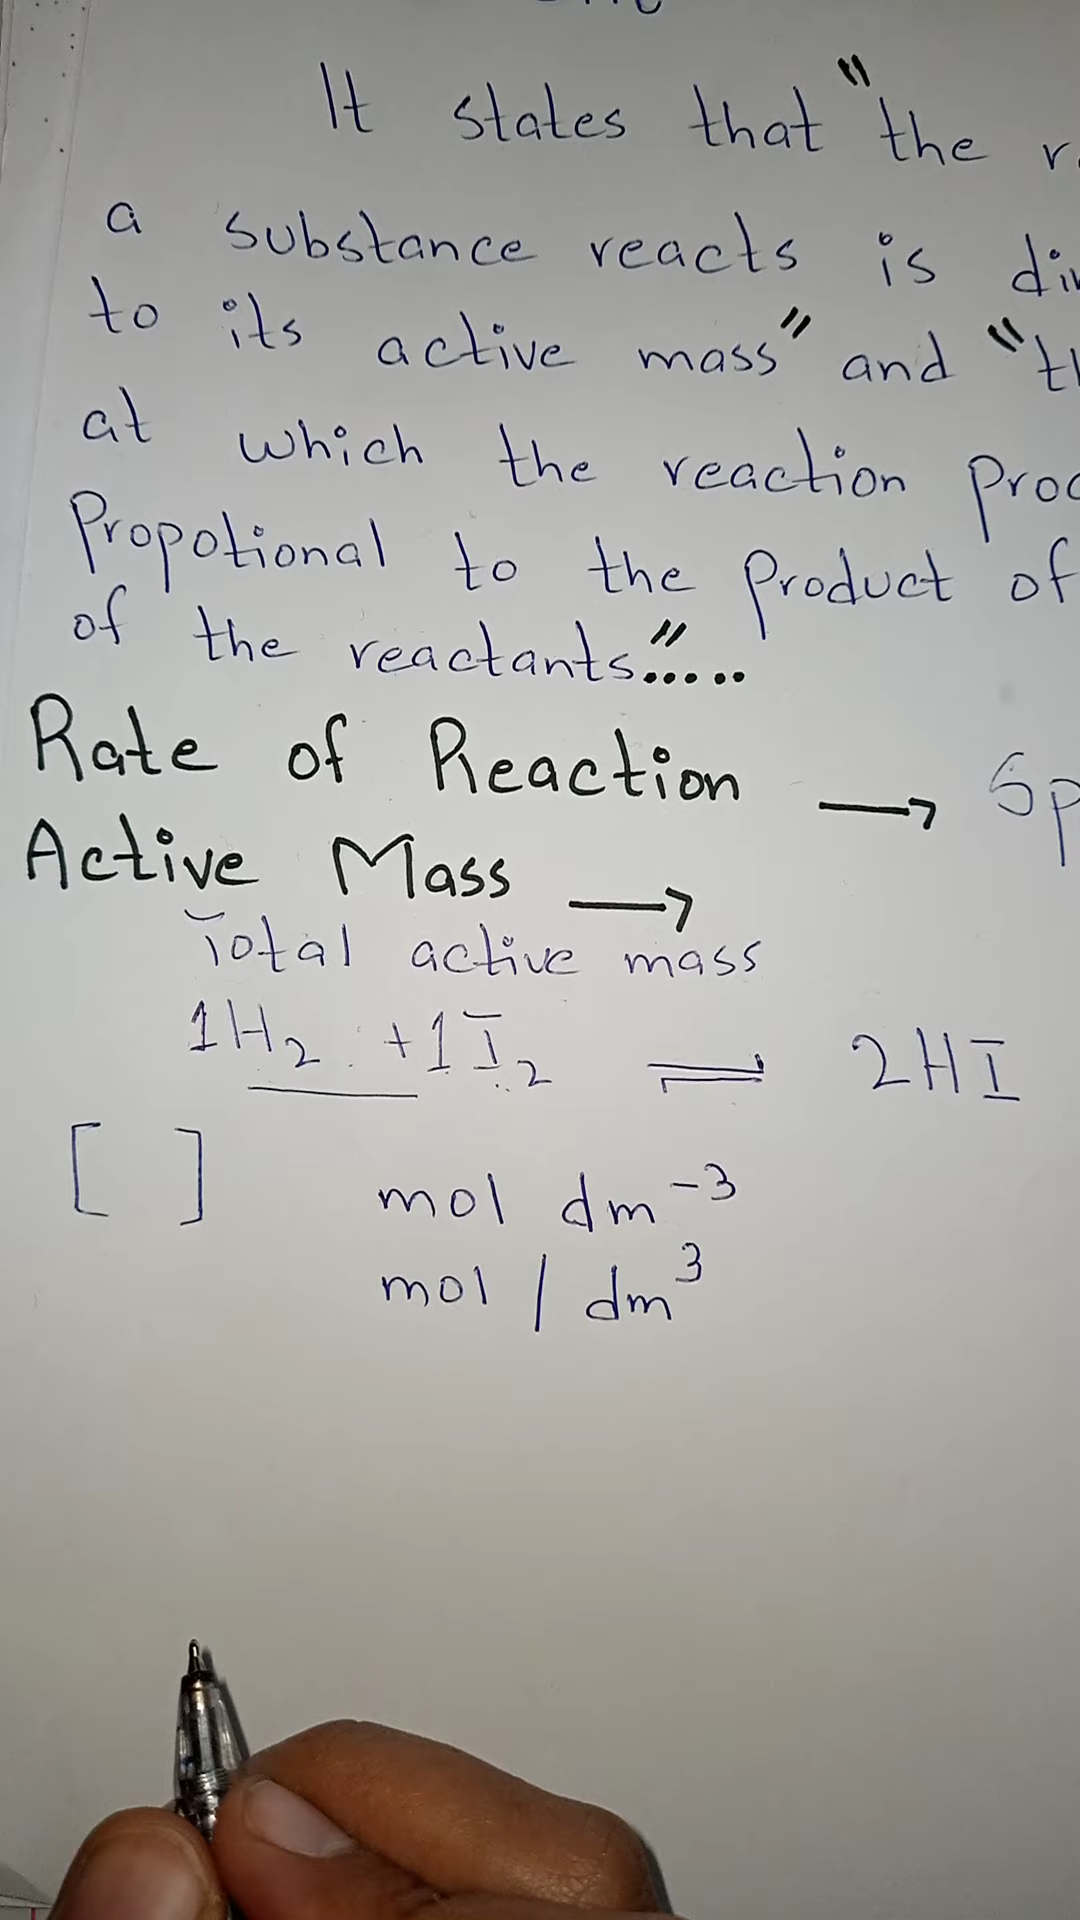 It states that "the
a substance reacts is
to its active mass" and "
at which the reaction
Propotional to the Product of
of the reactants".....
Rate of Reaction →
Active Mass →
Total active mass
1H₂ + 1I₂ ⇌ 2HI
[ ] mol dm⁻³
mol / dm³